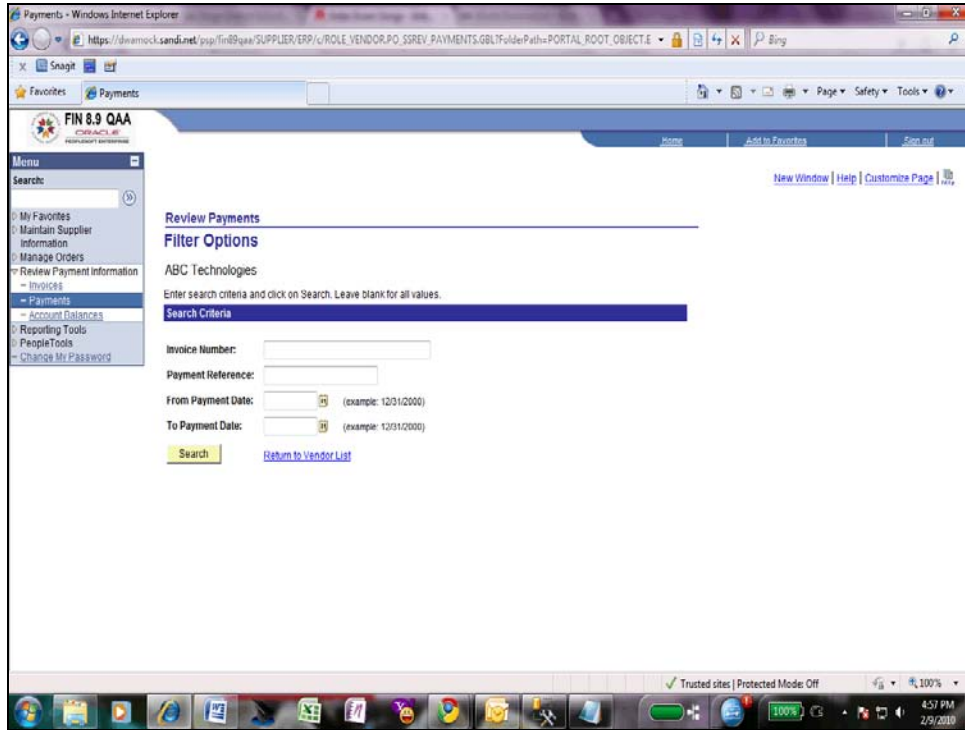 Payments - Windows Internet Explorer
sandi.net/psp/fin89qaa/SUPPLIER/ERP/c/ROLE_VENDOR.PO_SSREV_PAYMENTS.GBL?FolderPath=PORTAL_ROOT_OBJECT.E
Bing
x Snagit
Favorites Payments
Page Safety Tools
FIN 8.9 QAA
ORACLE
PEOPLESOFT ENTERPRISE
Home Add to Favorites Sign out
Menu
Search:
New Window | Help | Customize Page |
My Favorites
Maintain Supplier
Information
Manage Orders
Review Payment Information
– Invoices
– Payments
– Account Balances
Reporting Tools
PeopleTools
– Change My Password
Review Payments
Filter Options
ABC Technologies
Enter search criteria and click on Search. Leave blank for all values.
Search Criteria
Invoice Number:
Payment Reference:
From Payment Date: (example: 12/31/2000)
To Payment Date: (example: 12/31/2000)
Search Return to Vendor List
Trusted sites | Protected Mode: Off 100%
100% 4:57 PM
2/9/2010